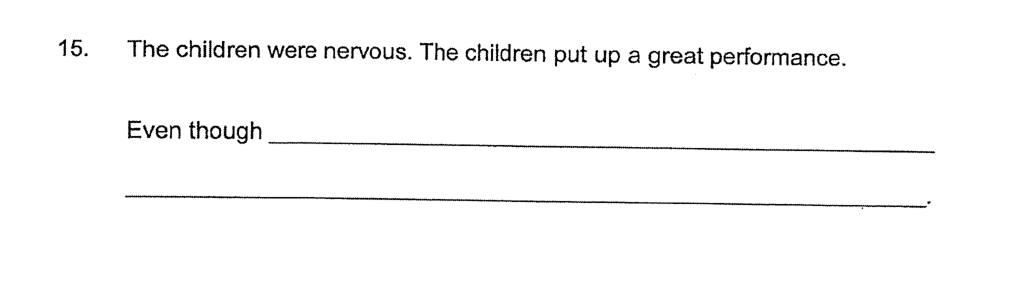 15. The children were nervous. The children put up a great performance.
Even though
.